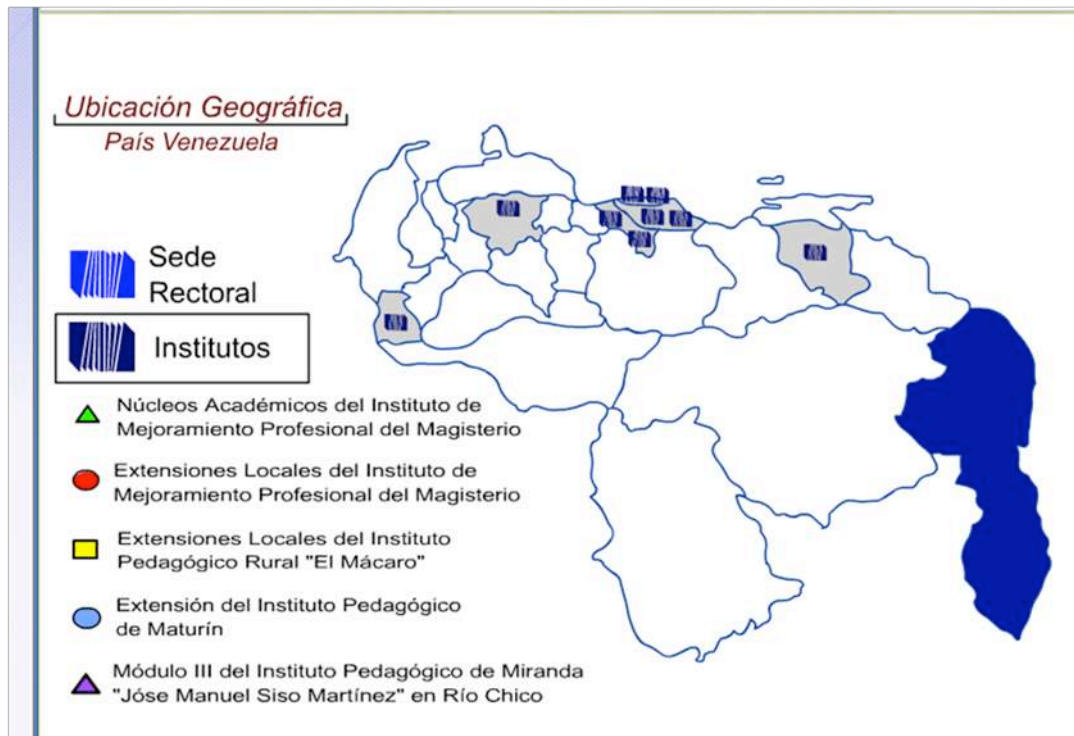 Ubicación Geográfica
País Venezuela
Sede
Rectoral
Institutos
Núcleos Académicos del Instituto de
Mejoramiento Profesional del Magisterio
Extensiones Locales del Instituto de
Mejoramiento Profesional del Magisterio
Extensiones Locales del Instituto
Pedagógico Rural "El Mácaro"
Extensión del Instituto Pedagógico
de Maturín
Módulo III del Instituto Pedagógico de Miranda
"Jóse Manuel Siso Martínez" en Río Chico